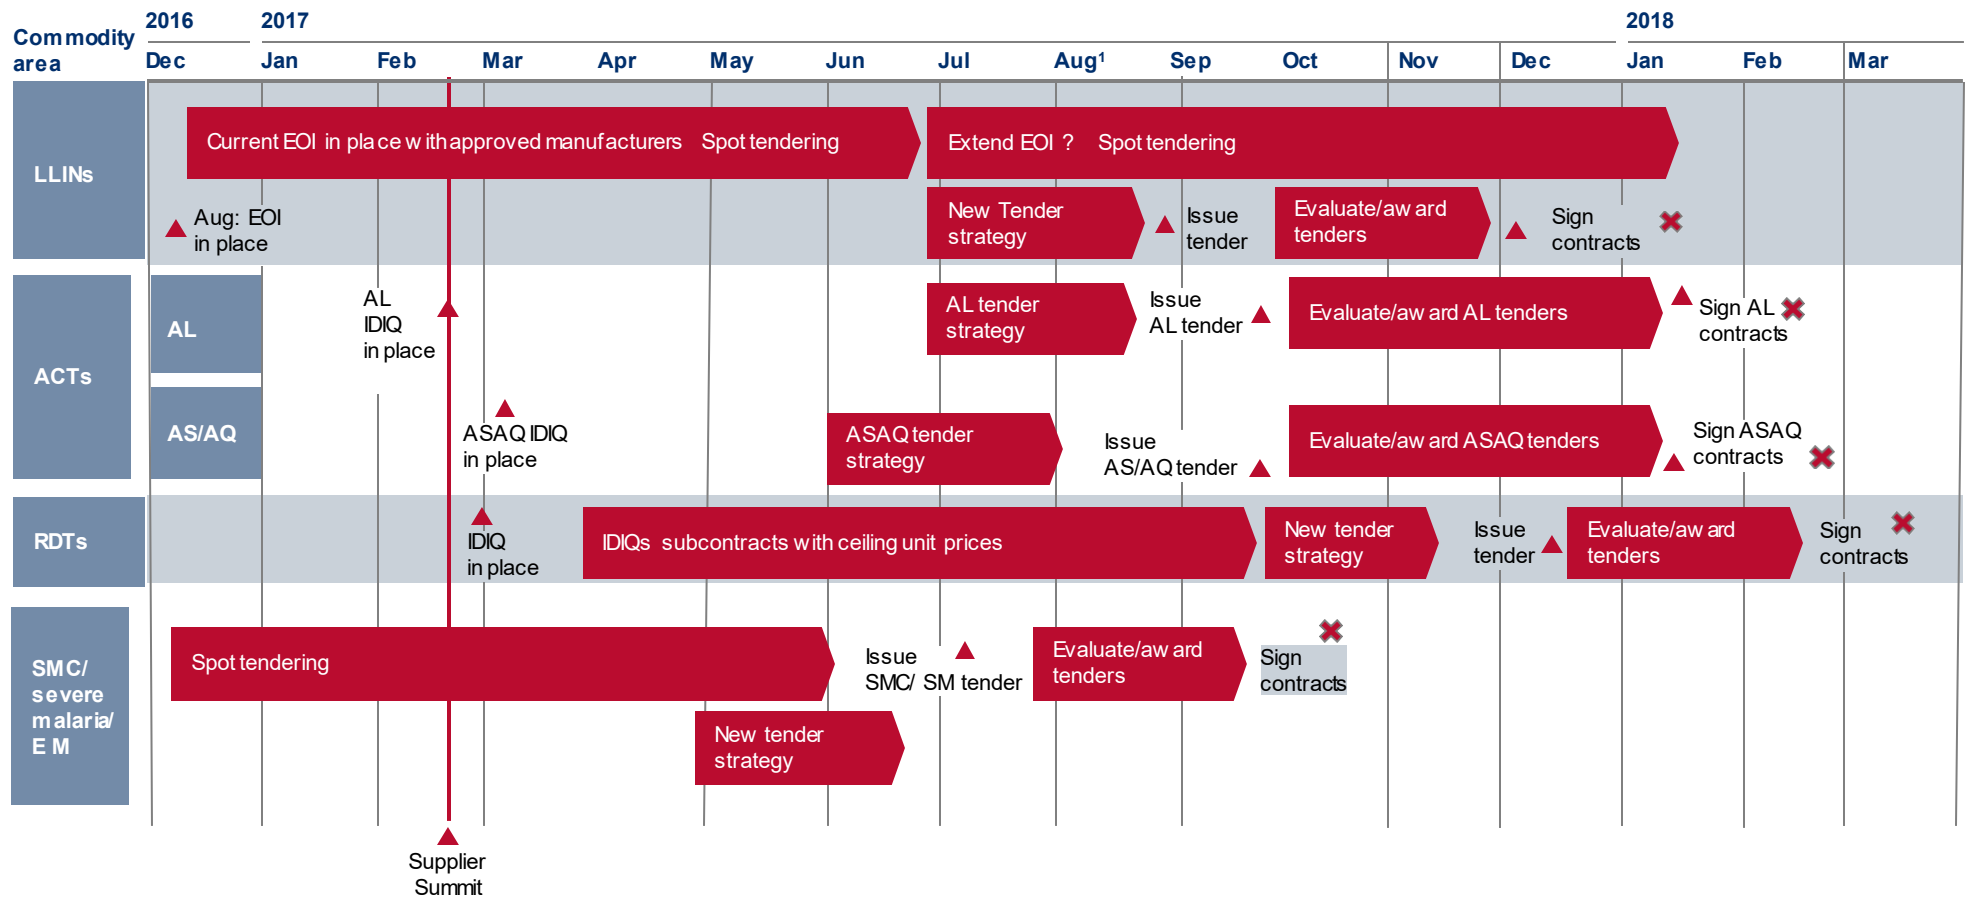 2016
2017
2018
Commodity
area
Dec
Jan
Feb
Mar
Apr
May
Jun
Jul
Aug¹
Sep
Oct
Nov
Dec
Jan
Feb
Mar
LLINs
Current EOI in place with approved manufacturers Spot tendering
Extend EOI ? Spot tendering
Aug: EOI
in place
New Tender
strategy
Issue
tender
Evaluate/award
tenders
Sign
contracts
ACTs
AL
AL
IDIQ
in place
AL tender
strategy
Issue
AL tender
Evaluate/award AL tenders
Sign AL
contracts
AS/AQ
ASAQ IDIQ
in place
ASAQ tender
strategy
Issue
AS/AQ tender
Evaluate/award ASAQ tenders
Sign ASAQ
contracts
RDTs
IDIQ
in place
IDIQs subcontracts with ceiling unit prices
New tender
strategy
Issue
tender
Evaluate/award
tenders
Sign
contracts
SMC/
severe
malaria/
EM
Spot tendering
Issue
SMC/ SM tender
Evaluate/award
tenders
Sign
contracts
New tender
strategy
Supplier
Summit